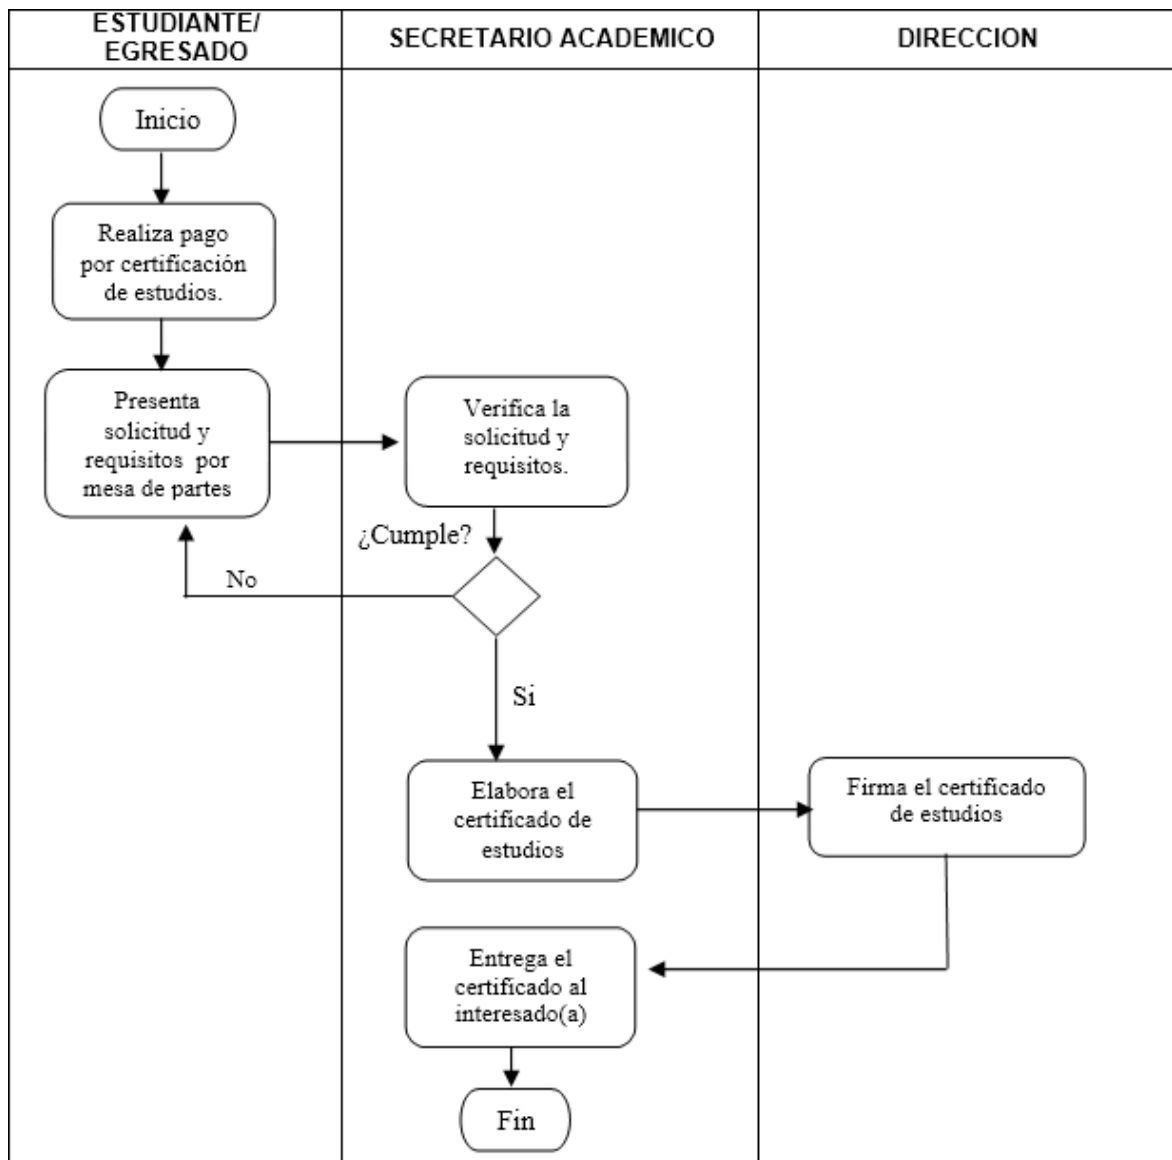 ESTUDIANTE/
EGRESADO
SECRETARIO ACADEMICO
DIRECCION
Inicio
Realiza pago
por certificación
de estudios.
Presenta
solicitud y
requisitos por
mesa de partes
Verifica la
solicitud y
requisitos.
¿Cumple?
No
Si
Elabora el
certificado de
estudios
Firma el certificado
de estudios
Entrega el
certificado al
interesado(a)
Fin